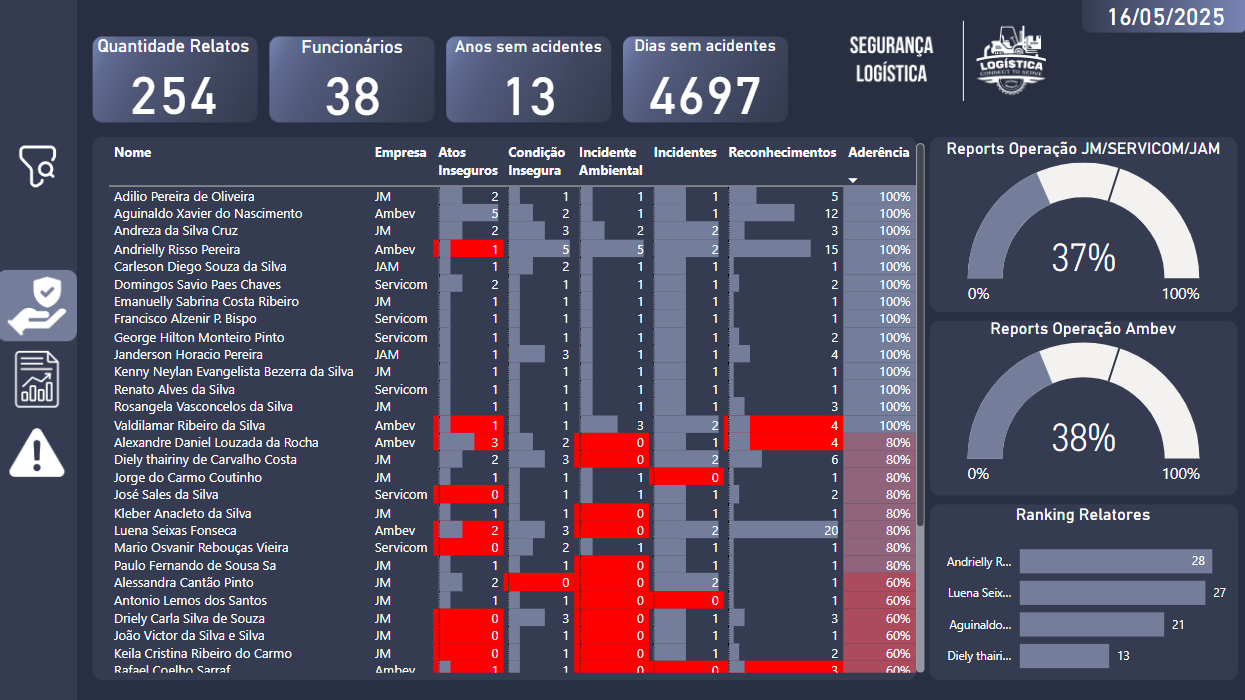 16/05/2025
Quantidade Relatos
254
Funcionários
38
Anos sem acidentes
13
Dias sem acidentes
4697
SEGURANÇA
LOGÍSTICA
LOGÍSTICA
CONNECT TO SERVE
Nome Empresa Atos Inseguros Condição Insegura Incidente Ambiental Incidentes Reconhecimentos Aderência
Adilio Pereira de Oliveira JM 2 1 1 1 5 100%
Aguinaldo Xavier do Nascimento Ambev 5 2 1 1 12 100%
Andreza da Silva Cruz JM 2 3 2 2 3 100%
Andrielly Risso Pereira Ambev 1 5 5 2 15 100%
Carleson Diego Souza da Silva JAM 1 2 1 1 1 100%
Domingos Savio Paes Chaves Servicom 2 1 1 1 2 100%
Emanuelly Sabrina Costa Ribeiro JM 1 1 1 1 1 100%
Francisco Alzenir P. Bispo Servicom 1 1 1 1 1 100%
George Hilton Monteiro Pinto Servicom 1 1 1 1 2 100%
Janderson Horacio Pereira JAM 1 3 1 1 4 100%
Kenny Neylan Evangelista Bezerra da Silva JM 1 1 1 1 1 100%
Renato Alves da Silva Servicom 1 1 1 1 1 100%
Rosangela Vasconcelos da Silva JM 1 1 1 1 3 100%
Valdilamar Ribeiro da Silva Ambev 1 1 3 2 4 100%
Alexandre Daniel Louzada da Rocha Ambev 3 2 0 1 4 80%
Diely thairiny de Carvalho Costa JM 2 3 0 2 6 80%
Jorge do Carmo Coutinho JM 1 1 1 0 1 80%
José Sales da Silva Servicom 0 1 1 1 2 80%
Kleber Anacleto da Silva JM 1 1 0 1 1 80%
Luena Seixas Fonseca Ambev 2 3 0 2 20 80%
Mario Osvanir Rebouças Vieira Servicom 0 2 1 1 1 80%
Paulo Fernando de Sousa Sa JM 1 1 0 1 1 80%
Alessandra Cantão Pinto JM 2 0 0 2 1 60%
Antonio Lemos dos Santos JM 1 1 0 0 1 60%
Driely Carla Silva de Souza JM 0 3 0 1 3 60%
João Victor da Silva e Silva JM 0 1 0 1 1 60%
Keila Cristina Ribeiro do Carmo JM 0 1 0 1 2 60%
Rafael Coelho Sarraf Ambev 1 1 0 0 3 60%
Reports Operação JM/SERVICOM/JAM
37%
0% 100%
Reports Operação Ambev
38%
0% 100%
Ranking Relatores
Andrielly R... 28
Luena Seix... 27
Aguinaldo... 21
Diely thairi... 13